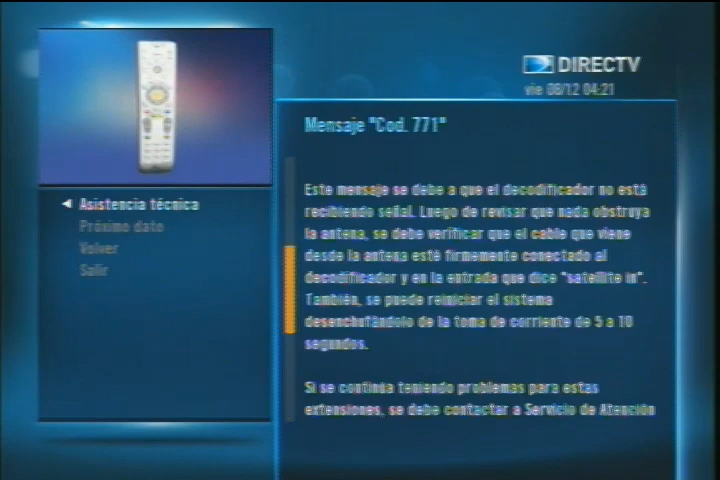 DIRECTV
vie 08/12 04:21
Mensaje "Cod. 771"
Asistencia técnica
Próximo dato
Volver
Salir
Este mensaje se debe a que el decodificador no está
recibiendo señal. Luego de revisar que nada obstruya
la antena, se debe verificar que el cable que viene
desde la antena esté firmemente conectado al
decodificador y en la entrada que dice "satellite in".
También, se puede reiniciar el sistema
desenchufándolo de la toma de corriente de 5 a 10
segundos.
Si se continúa teniendo problemas para estas
extensiones, se debe contactar a Servicio de Atención